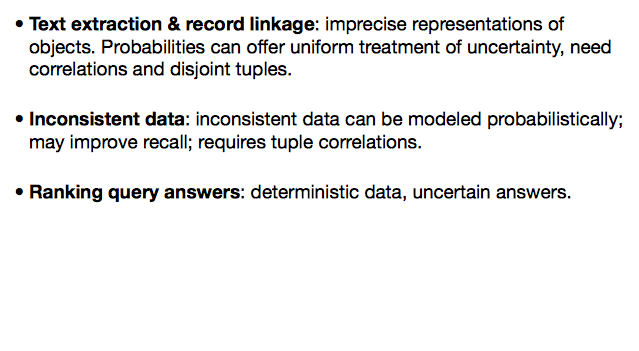 • Text extraction & record linkage: imprecise representations of
objects. Probabilities can offer uniform treatment of uncertainty, need
correlations and disjoint tuples.
• Inconsistent data: inconsistent data can be modeled probabilistically;
may improve recall; requires tuple correlations.
• Ranking query answers: deterministic data, uncertain answers.